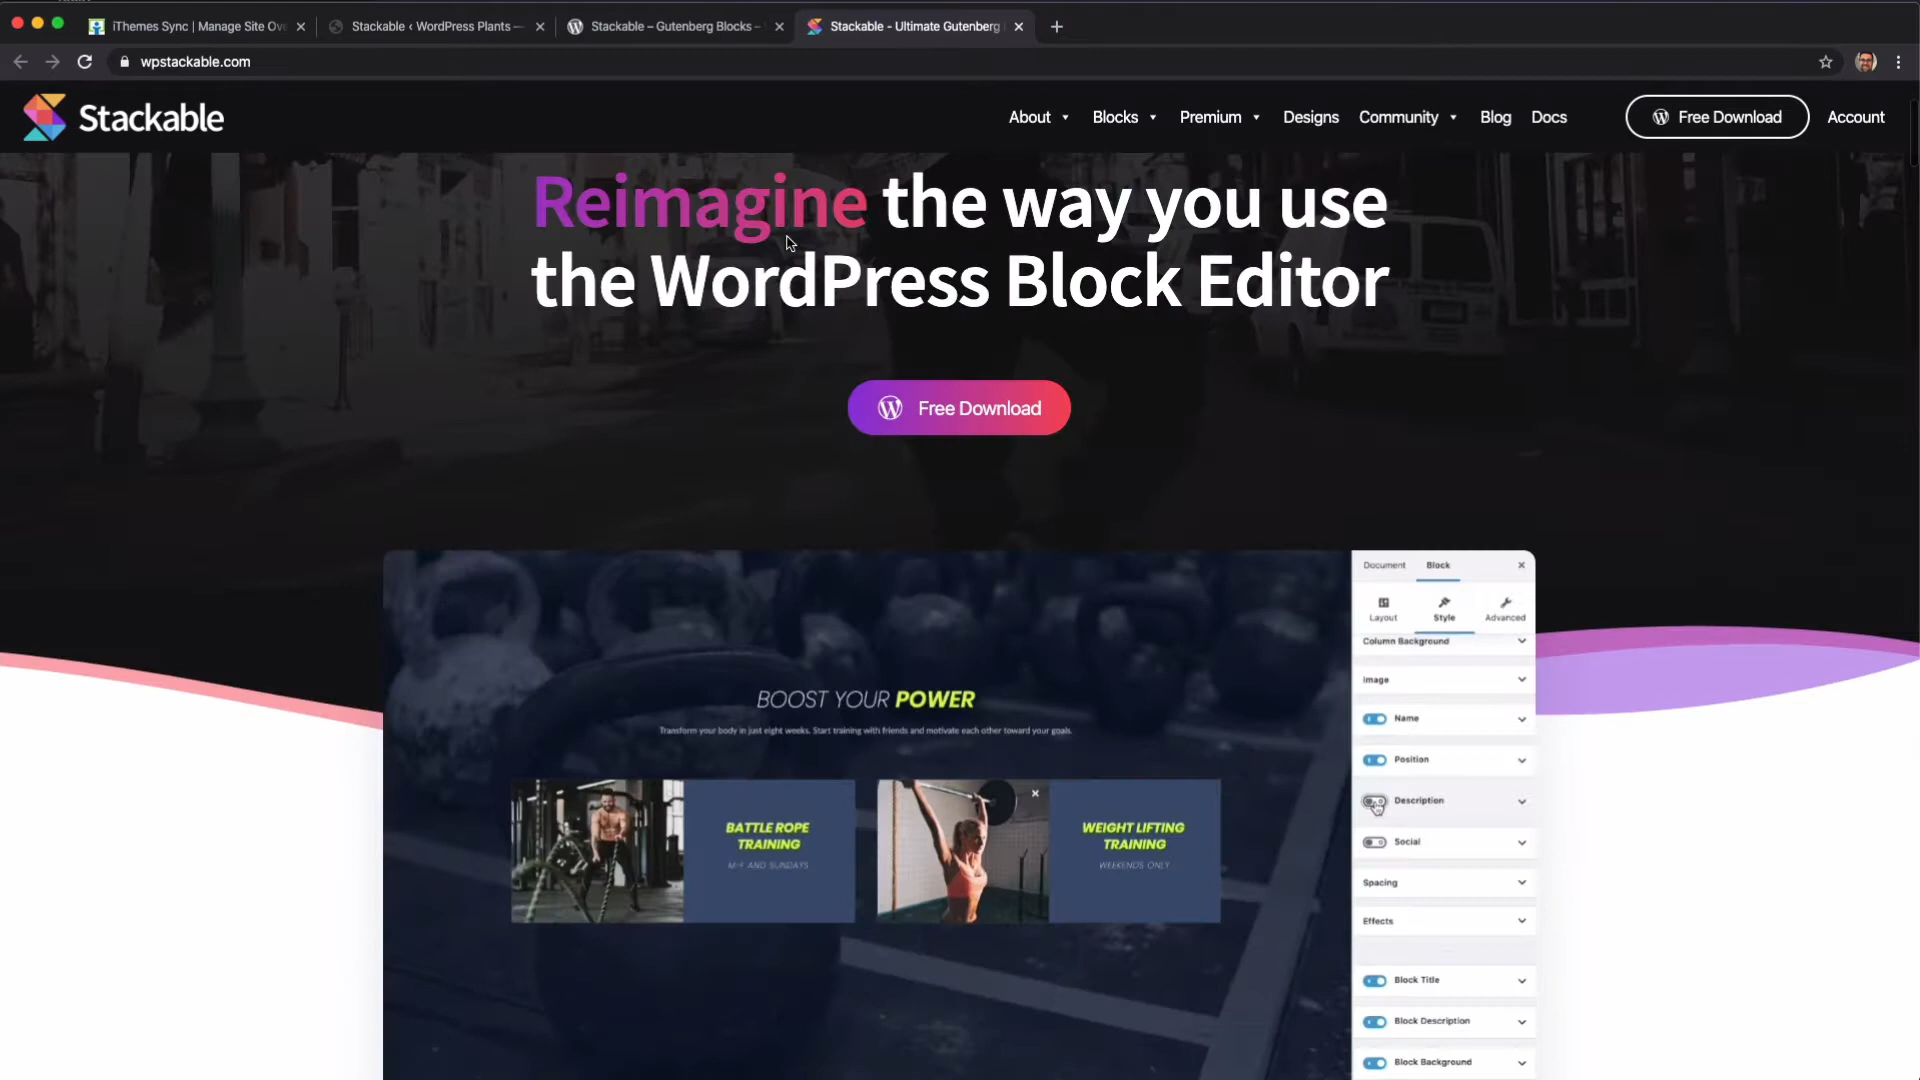 iThemes Sync | Manage Site Ove
Stackable ‹ WordPress Plants —
Stackable – Gutenberg Blocks –
Stackable - Ultimate Gutenberg
wpstackable.com
Stackable
About
Blocks
Premium
Designs
Community
Blog
Docs
Free Download
Account
Reimagine the way you use
the WordPress Block Editor
Free Download
Document
Block
Layout
Style
Advanced
Column Background
Image
Name
Position
Description
Social
Spacing
Effects
Block Title
Block Description
Block Background
BOOST YOUR POWER
Transform your body in just eight weeks. Start training with friends and motivate each other toward your goals.
BATTLE ROPE
TRAINING
M-F AND SUNDAYS
WEIGHT LIFTING
TRAINING
WEEKENDS ONLY